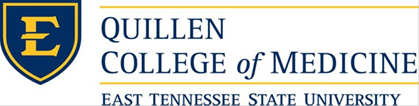 E
QUILLEN
COLLEGE of MEDICINE
EAST TENNESSEE STATE UNIVERSITY